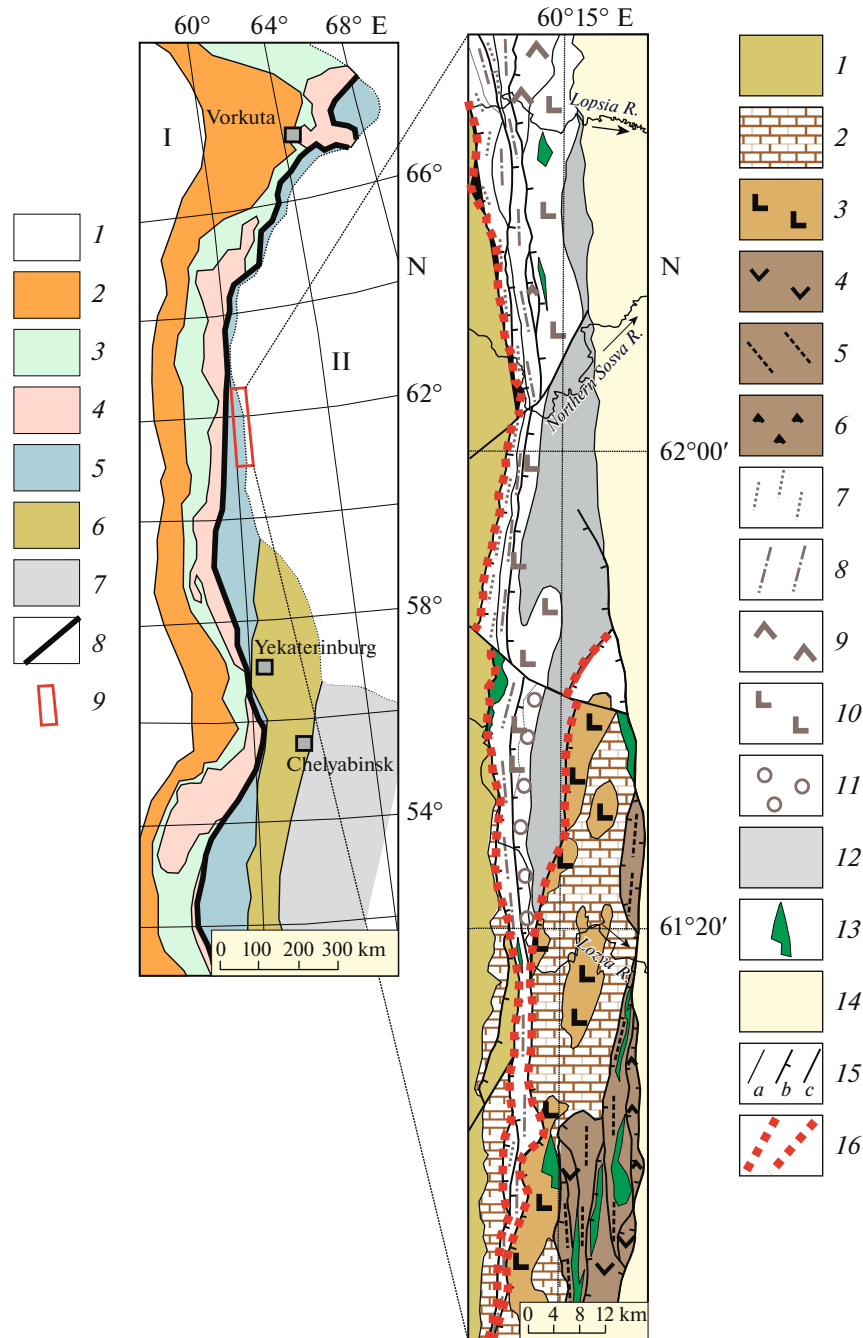 60° 64° 68° E
60°15′ E
Vorkuta
I
66°
N
II
62°
58°
Yekaterinburg
Chelyabinsk
54°
0 100 200 300 km
1
2
3
4
5
6
7
8
9
Lopsia R.
N
Northern Sosva R.
62°00′
61°20′
Lozva R.
0 4 8 12 km
1
2
3
4
5
6
7
8
9
10
11
12
13
14
a b c 15
16